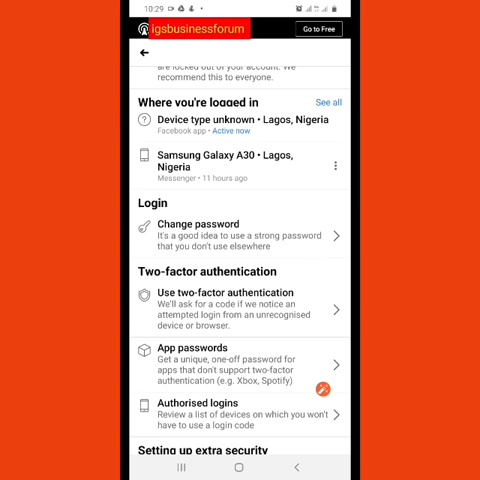 10:29
igsbusinessforum
Go to Free
are locked out of your account. We
recommend this to everyone.
Where you're logged in
See all
Device type unknown • Lagos, Nigeria
Facebook app • Active now
Samsung Galaxy A30 • Lagos,
Nigeria
Messenger • 11 hours ago
Login
Change password
It's a good idea to use a strong password
that you don't use elsewhere
Two-factor authentication
Use two-factor authentication
We'll ask for a code if we notice an
attempted login from an unrecognised
device or browser.
App passwords
Get a unique, one-off password for
apps that don't support two-factor
authentication (e.g. Xbox, Spotify)
Authorised logins
Review a list of devices on which you won't
have to use a login code
Setting up extra security